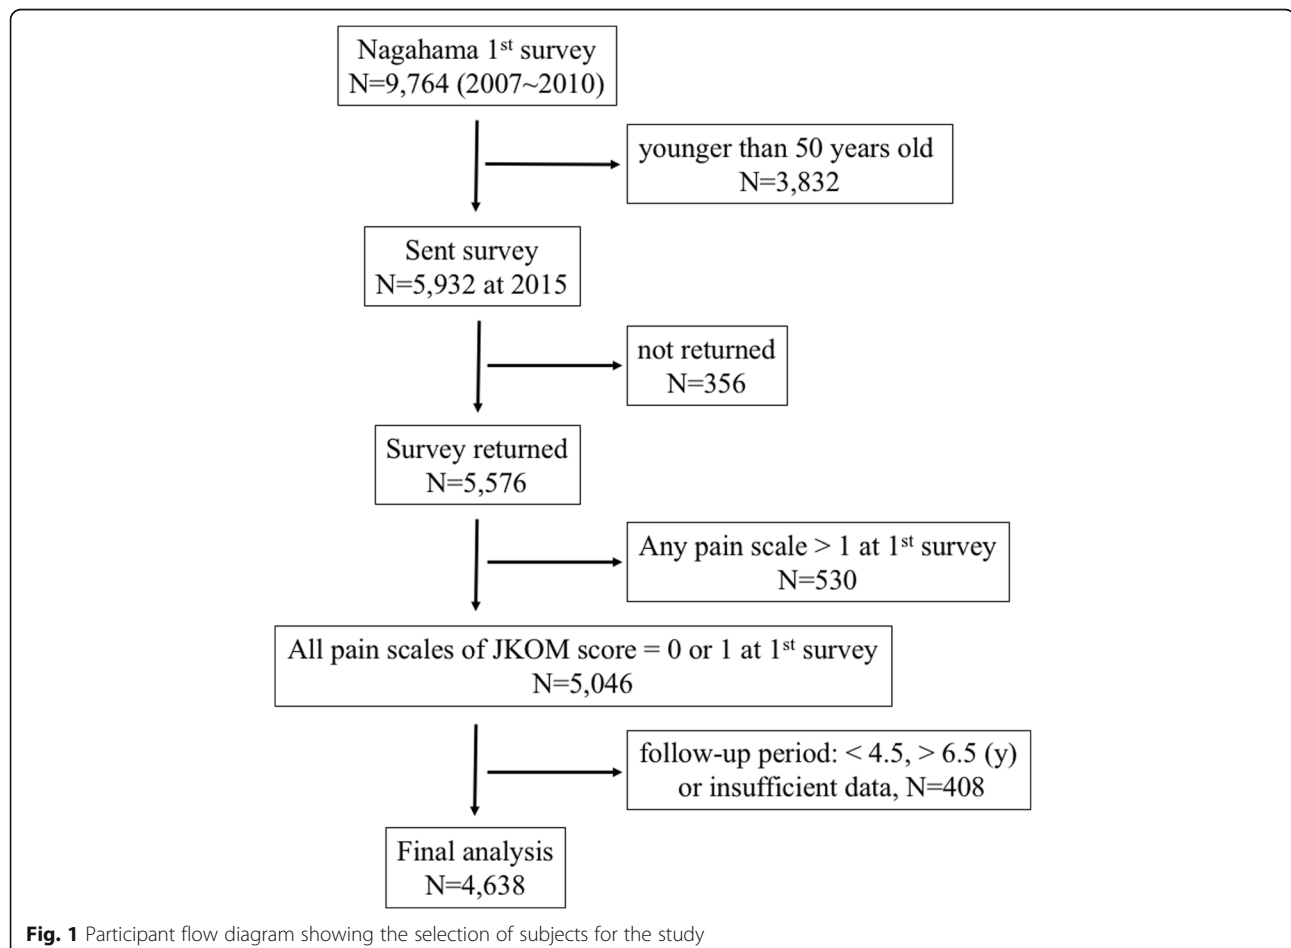 Nagahama 1st survey
N=9,764 (2007~2010)
younger than 50 years old
N=3,832
Sent survey
N=5,932 at 2015
not returned
N=356
Survey returned
N=5,576
Any pain scale > 1 at 1st survey
N=530
All pain scales of JKOM score = 0 or 1 at 1st survey
N=5,046
follow-up period: < 4.5, > 6.5 (y)
or insufficient data, N=408
Final analysis
N=4,638
Fig. 1 Participant flow diagram showing the selection of subjects for the study